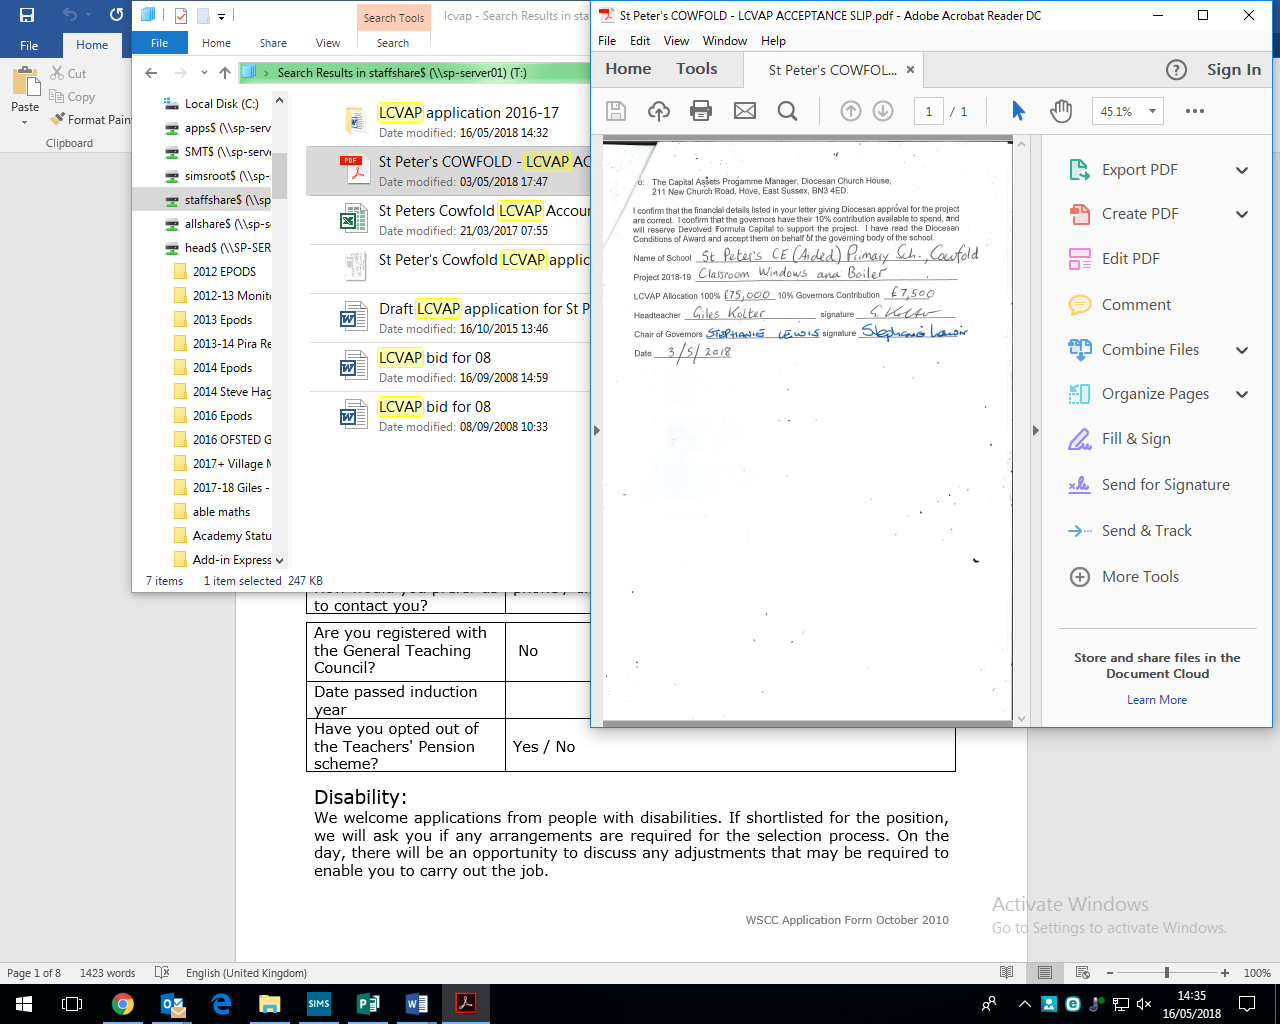 File
Home
Paste
Cut
Copy
Format Pain
Clipboard
Search Tools
lcvap - Search Results in sta
File
Home
Share
View
Search
Search Results in staffshare$ (\\sp-server01) (T:)
Local Disk (C:)
apps$ (\\sp-serv
SMT$ (\\sp-serve
simsroot$ (\\sp-
staffshare$ (\\sp
allshare$ (\\sp-s
head$ (\\SP-SER
2012 EPODS
2012-13 Monito
2013 Epods
2013-14 Pira Re
2014 Epods
2014 Steve Hag
2016 Epods
2016 OFSTED G
2017+ Village M
2017-18 Giles -
able maths
Academy Statu
Add-in Express
LCVAP application 2016-17
Date modified: 16/05/2018 14:32
St Peter's COWFOLD - LCVAP AC
Date modified: 03/05/2018 17:47
St Peters Cowfold LCVAP Accour
Date modified: 21/03/2017 07:55
St Peter's Cowfold LCVAP applic
Draft LCVAP application for St P
Date modified: 16/10/2015 13:46
LCVAP bid for 08
Date modified: 16/09/2008 14:59
LCVAP bid for 08
Date modified: 08/09/2008 10:33
7 items 1 item selected 247 KB
St Peter's COWFOLD - LCVAP ACCEPTANCE SLIP.pdf - Adobe Acrobat Reader DC
File Edit View Window Help
Home Tools St Peter's COWFOL... × Sign In
1 / 1 45.1%
o: The Capital Assets Progamme Manager, Diocesan Church House,
211 New Church Road, Hove, East Sussex, BN3 4ED.
I confirm that the financial details listed in your letter giving Diocesan approval for the project
are correct. I confirm that the governors have their 10% contribution available to spend, and
will reserve Devolved Formula Capital to support the project. I have read the Diocesan
Conditions of Award and accept them on behalf of the governing body of the school.
Name of School St Peter's CE (Aided) Primary Sch., Cowfold
Project 2018-19 Classroom Windows and Boiler
LCVAP Allocation 100% £75,000 10% Governors Contribution £7,500
Headteacher Giles Kolter signature G. Kolter
Chair of Governors STEPHANIE LEWIS signature Stephanie Lewis
Date 3/5/2018
Export PDF
Create PDF
Edit PDF
Comment
Combine Files
Organize Pages
Fill & Sign
Send for Signature
Send & Track
More Tools
Store and share files in the
Document Cloud
Learn More
to contact you?
Are you registered with
the General Teaching
Council?
No
Date passed induction
year
Have you opted out of
the Teachers' Pension
scheme?
Yes / No
Disability:
We welcome applications from people with disabilities. If shortlisted for the position,
we will ask you if any arrangements are required for the selection process. On the
day, there will be an opportunity to discuss any adjustments that may be required to
enable you to carry out the job.
WSCC Application Form October 2010
Activate Windows
Go to Settings to activate Windows.
Page 1 of 8 1423 words English (United Kingdom) 100%
SIMS
14:35
16/05/2018